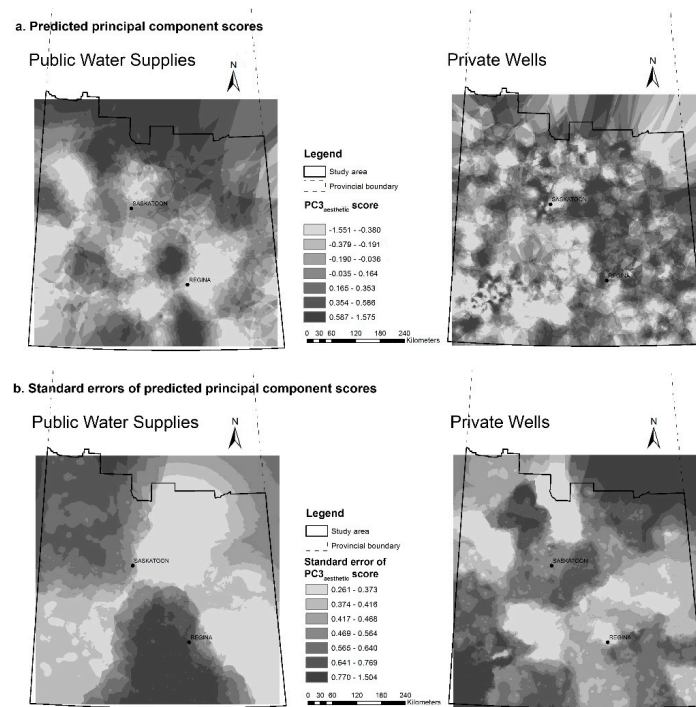 a. Predicted principal component scores
Public Water Supplies
Private Wells
N
N
SASKATOON
REGINA
Legend
Study area
Provincial boundary
PC3aesthetic score
-1.551 - -0.380
-0.379 - -0.191
-0.190 - -0.036
-0.035 - 0.164
0.165 - 0.353
0.354 - 0.586
0.587 - 1.575
0 30 60 120 180 240
Kilometers
SASKATOON
REGINA
b. Standard errors of predicted principal component scores
Public Water Supplies
Private Wells
N
N
SASKATOON
REGINA
Legend
Study area
Provincial boundary
Standard error of
PC3aesthetic score
0.261 - 0.373
0.374 - 0.416
0.417 - 0.468
0.469 - 0.564
0.565 - 0.640
0.641 - 0.769
0.770 - 1.504
0 30 60 120 180 240
Kilometers
SASKATOON
REGINA